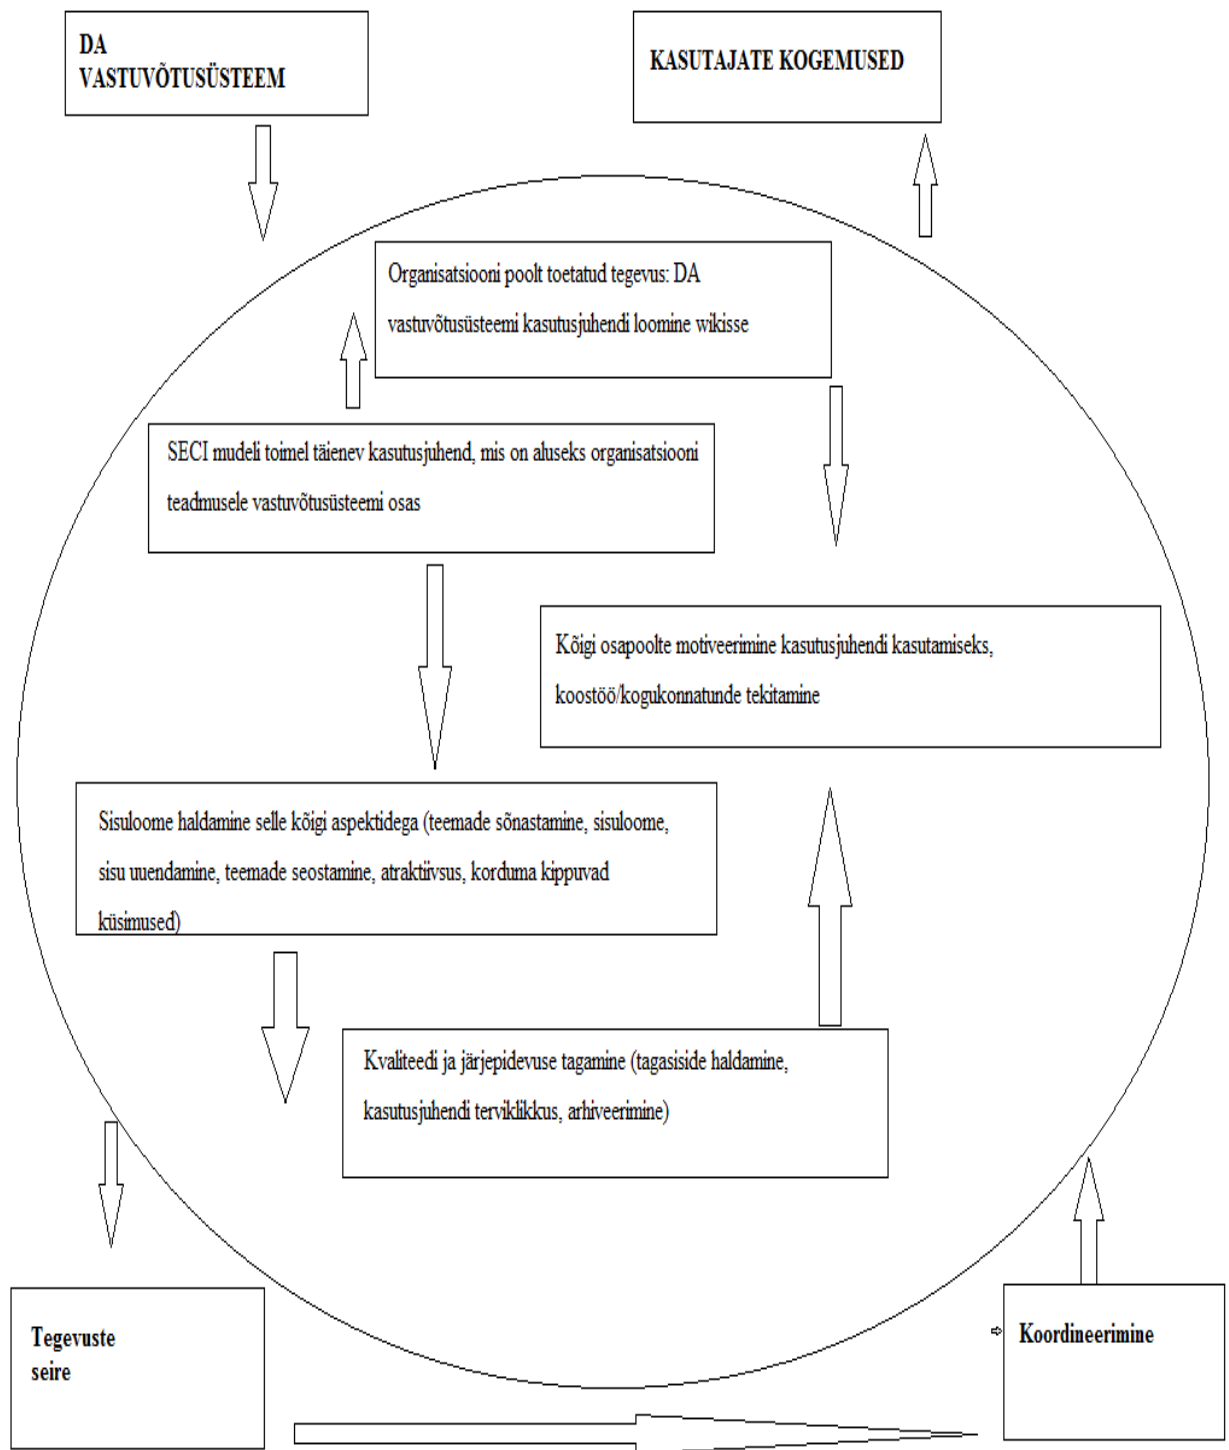 DA
VASTUVÕTUSÜSTEEM
KASUTAJATE KOGEMUSED
Organisatsiooni poolt toetatud tegevus: DA
vastuvõtusüsteemi kasutusjuhendi loomine wikisse
SECI mudeli toimel täienev kasutusjuhend, mis on aluseks organisatsiooni
teadmusele vastuvõtusüsteemi osas
Kõigi osapoolte motiveerimine kasutusjuhendi kasutamiseks,
koostöö/kogukonnatunde tekitamine
Sisuloome haldamine selle kõigi aspektidega (teemade sõnastamine, sisuloome,
sisu uuendamine, teemade seostamine, atraktiivsus, korduma kippuvad
küsimused)
Kvaliteedi ja järjepidevuse tagamine (tagasiside haldamine,
kasutusjuhendi terviklikkus, arhiveerimine)
Tegevuste
seire
Koordineerimine